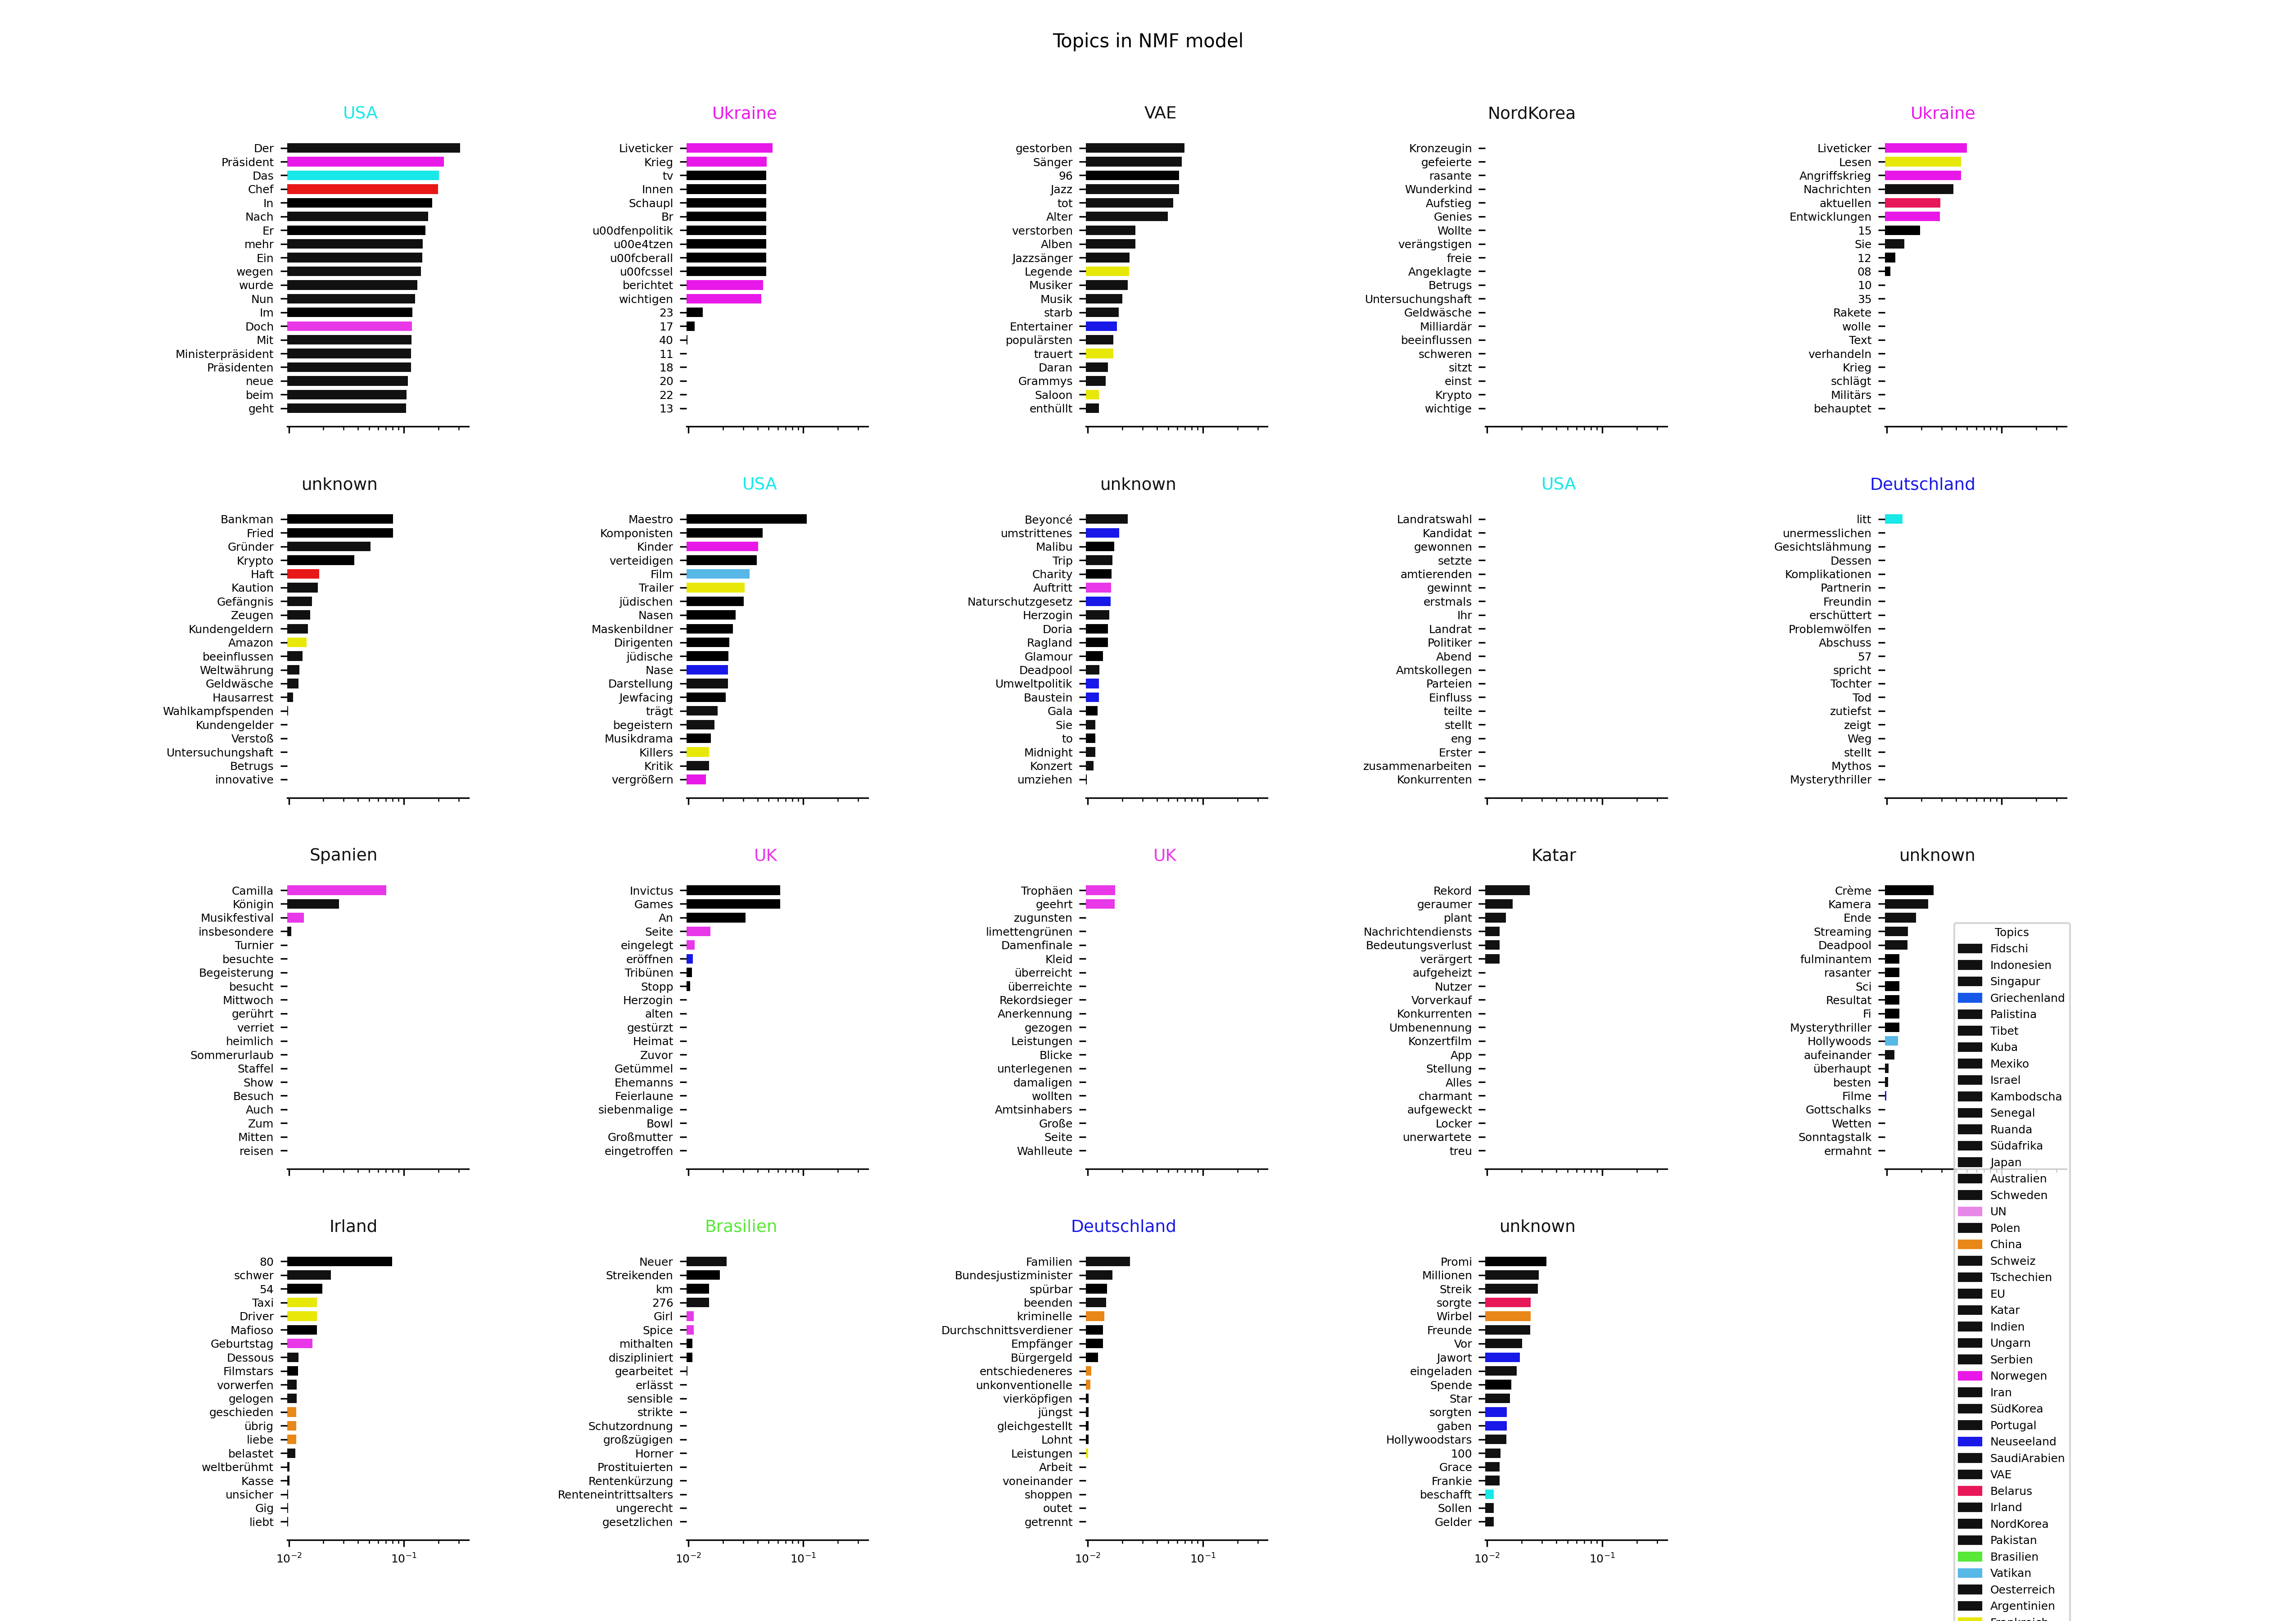 Topics in NMF model
USA
Der
Präsident
Das
Chef
In
Nach
Er
mehr
Ein
wegen
wurde
Nun
Im
Doch
Mit
Ministerpräsident
Präsidenten
neue
beim
geht
Ukraine
Liveticker
Krieg
tv
Innen
Schaupl
Br
u00dfenpolitik
u00e4tzen
u00fcberall
u00fcssel
berichtet
wichtigen
23
17
40
11
18
20
22
13
VAE
gestorben
Sänger
96
Jazz
tot
Alter
verstorben
Alben
Jazzsänger
Legende
Musiker
Musik
starb
Entertainer
populärsten
trauert
Daran
Grammys
Saloon
enthüllt
NordKorea
Kronzeugin
gefeierte
rasante
Wunderkind
Aufstieg
Genies
Wollte
verängstigen
freie
Angeklagte
Betrugs
Untersuchungshaft
Geldwäsche
Milliardär
beeinflussen
schweren
sitzt
einst
Krypto
wichtige
Ukraine
Liveticker
Lesen
Angriffskrieg
Nachrichten
aktuellen
Entwicklungen
15
Sie
12
08
10
35
Rakete
wolle
Text
verhandeln
Krieg
schlägt
Militärs
behauptet
unknown
Bankman
Fried
Gründer
Krypto
Haft
Kaution
Gefängnis
Zeugen
Kundengeldern
Amazon
beeinflussen
Weltwährung
Geldwäsche
Hausarrest
Wahlkampfspenden
Kundengelder
Verstoß
Untersuchungshaft
Betrugs
innovative
USA
Maestro
Komponisten
Kinder
verteidigen
Film
Trailer
jüdischen
Nasen
Maskenbildner
Dirigenten
jüdische
Nase
Darstellung
Jewfacing
trägt
begeistern
Musikdrama
Killers
Kritik
vergrößern
unknown
Beyoncé
umstrittenes
Malibu
Trip
Charity
Auftritt
Naturschutzgesetz
Herzogin
Doria
Ragland
Glamour
Deadpool
Umweltpolitik
Baustein
Gala
Sie
to
Midnight
Konzert
umziehen
USA
Landratswahl
Kandidat
gewonnen
setzte
amtierenden
gewinnt
erstmals
Ihr
Landrat
Politiker
Abend
Amtskollegen
Parteien
Einfluss
teilte
stellt
eng
Erster
zusammenarbeiten
Konkurrenten
Deutschland
litt
unermesslichen
Gesichtslähmung
Dessen
Komplikationen
Partnerin
Freundin
erschüttert
Problemwölfen
Abschuss
57
spricht
Tochter
Tod
zutiefst
zeigt
Weg
stellt
Mythos
Mysterythriller
Spanien
Camilla
Königin
Musikfestival
insbesondere
Turnier
besuchte
Begeisterung
besucht
Mittwoch
gerührt
verriet
heimlich
Sommerurlaub
Staffel
Show
Besuch
Auch
Zum
Mitten
reisen
UK
Invictus
Games
An
Seite
eingelegt
eröffnen
Tribünen
Stopp
Herzogin
alten
gestürzt
Heimat
Zuvor
Getümmel
Ehemanns
Feierlaune
siebenmalige
Bowl
Großmutter
eingetroffen
UK
Trophäen
geehrt
zugunsten
limettengrünen
Damenfinale
Kleid
überreicht
überreichte
Rekordsieger
Anerkennung
gezogen
Leistungen
Blicke
unterlegenen
damaligen
wollten
Amtsinhabers
Große
Seite
Wahlleute
Katar
Rekord
geraumer
plant
Nachrichtendiensts
Bedeutungsverlust
verärgert
aufgeheizt
Nutzer
Vorverkauf
Konkurrenten
Umbenennung
Konzertfilm
App
Stellung
Alles
charmant
aufgeweckt
Locker
unerwartete
treu
unknown
Crème
Kamera
Ende
Streaming
Deadpool
fulminantem
rasanter
Sci
Resultat
Fi
Mysterythriller
Hollywoods
aufeinander
überhaupt
besten
Filme
Gottschalks
Wetten
Sonntagstalk
ermahnt
Irland
80
schwer
54
Taxi
Driver
Mafioso
Geburtstag
Dessous
Filmstars
vorwerfen
gelogen
geschieden
übrig
liebe
belastet
weltberühmt
Kasse
unsicher
Gig
liebt
10⁻² 10⁻¹
Brasilien
Neuer
Streikenden
km
276
Girl
Spice
mithalten
diszipliniert
gearbeitet
erlässt
sensible
strikte
Schutzordnung
großzügigen
Horner
Prostituierten
Rentenkürzung
Renteneintrittsalters
ungerecht
gesetzlichen
10⁻² 10⁻¹
Deutschland
Familien
Bundesjustizminister
spürbar
beenden
kriminelle
Durchschnittsverdiener
Empfänger
Bürgergeld
entschiedeneres
unkonventionelle
vierköpfigen
jüngst
gleichgestellt
Lohnt
Leistungen
Arbeit
voneinander
shoppen
outet
getrennt
10⁻² 10⁻¹
unknown
Promi
Millionen
Streik
sorgte
Wirbel
Freunde
Vor
Jawort
eingeladen
Spende
Star
sorgten
gaben
Hollywoodstars
100
Grace
Frankie
beschafft
Sollen
Gelder
10⁻² 10⁻¹
Topics
Fidschi
Indonesien
Singapur
Griechenland
Palistina
Tibet
Kuba
Mexiko
Israel
Kambodscha
Senegal
Ruanda
Südafrika
Japan
Australien
Schweden
UN
Polen
China
Schweiz
Tschechien
EU
Katar
Indien
Ungarn
Serbien
Norwegen
Iran
SüdKorea
Portugal
Neuseeland
SaudiArabien
VAE
Belarus
Irland
NordKorea
Pakistan
Brasilien
Vatikan
Oesterreich
Argentinien